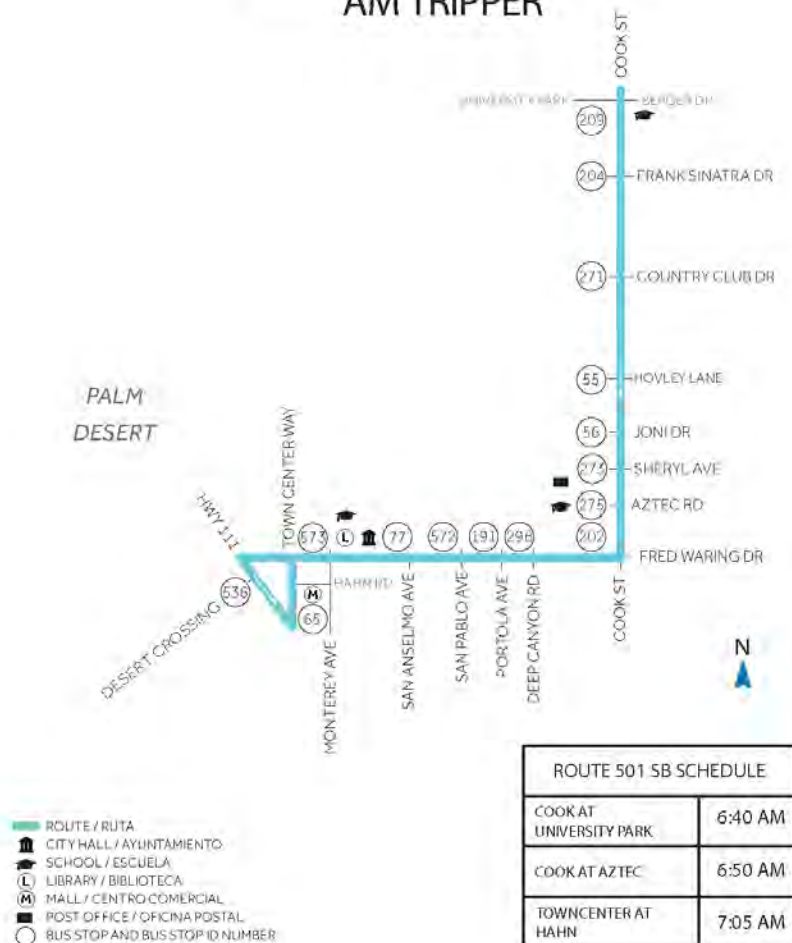 AM TRIPPER
COOK ST
UNIVERSITY PARK
BERGER DR
209
204
FRANK SINATRA DR
271
COUNTRY CLUB DR
55
HOVLEY LANE
PALM
DESERT
56
JONI DR
273
SHERYL AVE
275
AZTEC RD
HWY 111
TOWN CENTER WAY
573
L
77
572
191
296
202
FRED WARING DR
536
HAHN RD
M
65
DESERT CROSSING
MONTEREY AVE
SAN ANSELMO AVE
SAN PABLO AVE
PORTOLA AVE
DEEP CANYON RD
COOK ST
N
ROUTE / RUTA
CITY HALL / AYUNTAMIENTO
SCHOOL / ESCUELA
L LIBRARY / BIBLIOTECA
M MALL / CENTRO COMERCIAL
POST OFFICE / OFICINA POSTAL
BUS STOP AND BUS STOP ID NUMBER
ROUTE 501 SB SCHEDULE
COOK AT
UNIVERSITY PARK
6:40 AM
COOK AT AZTEC
6:50 AM
TOWNCENTER AT
HAHN
7:05 AM